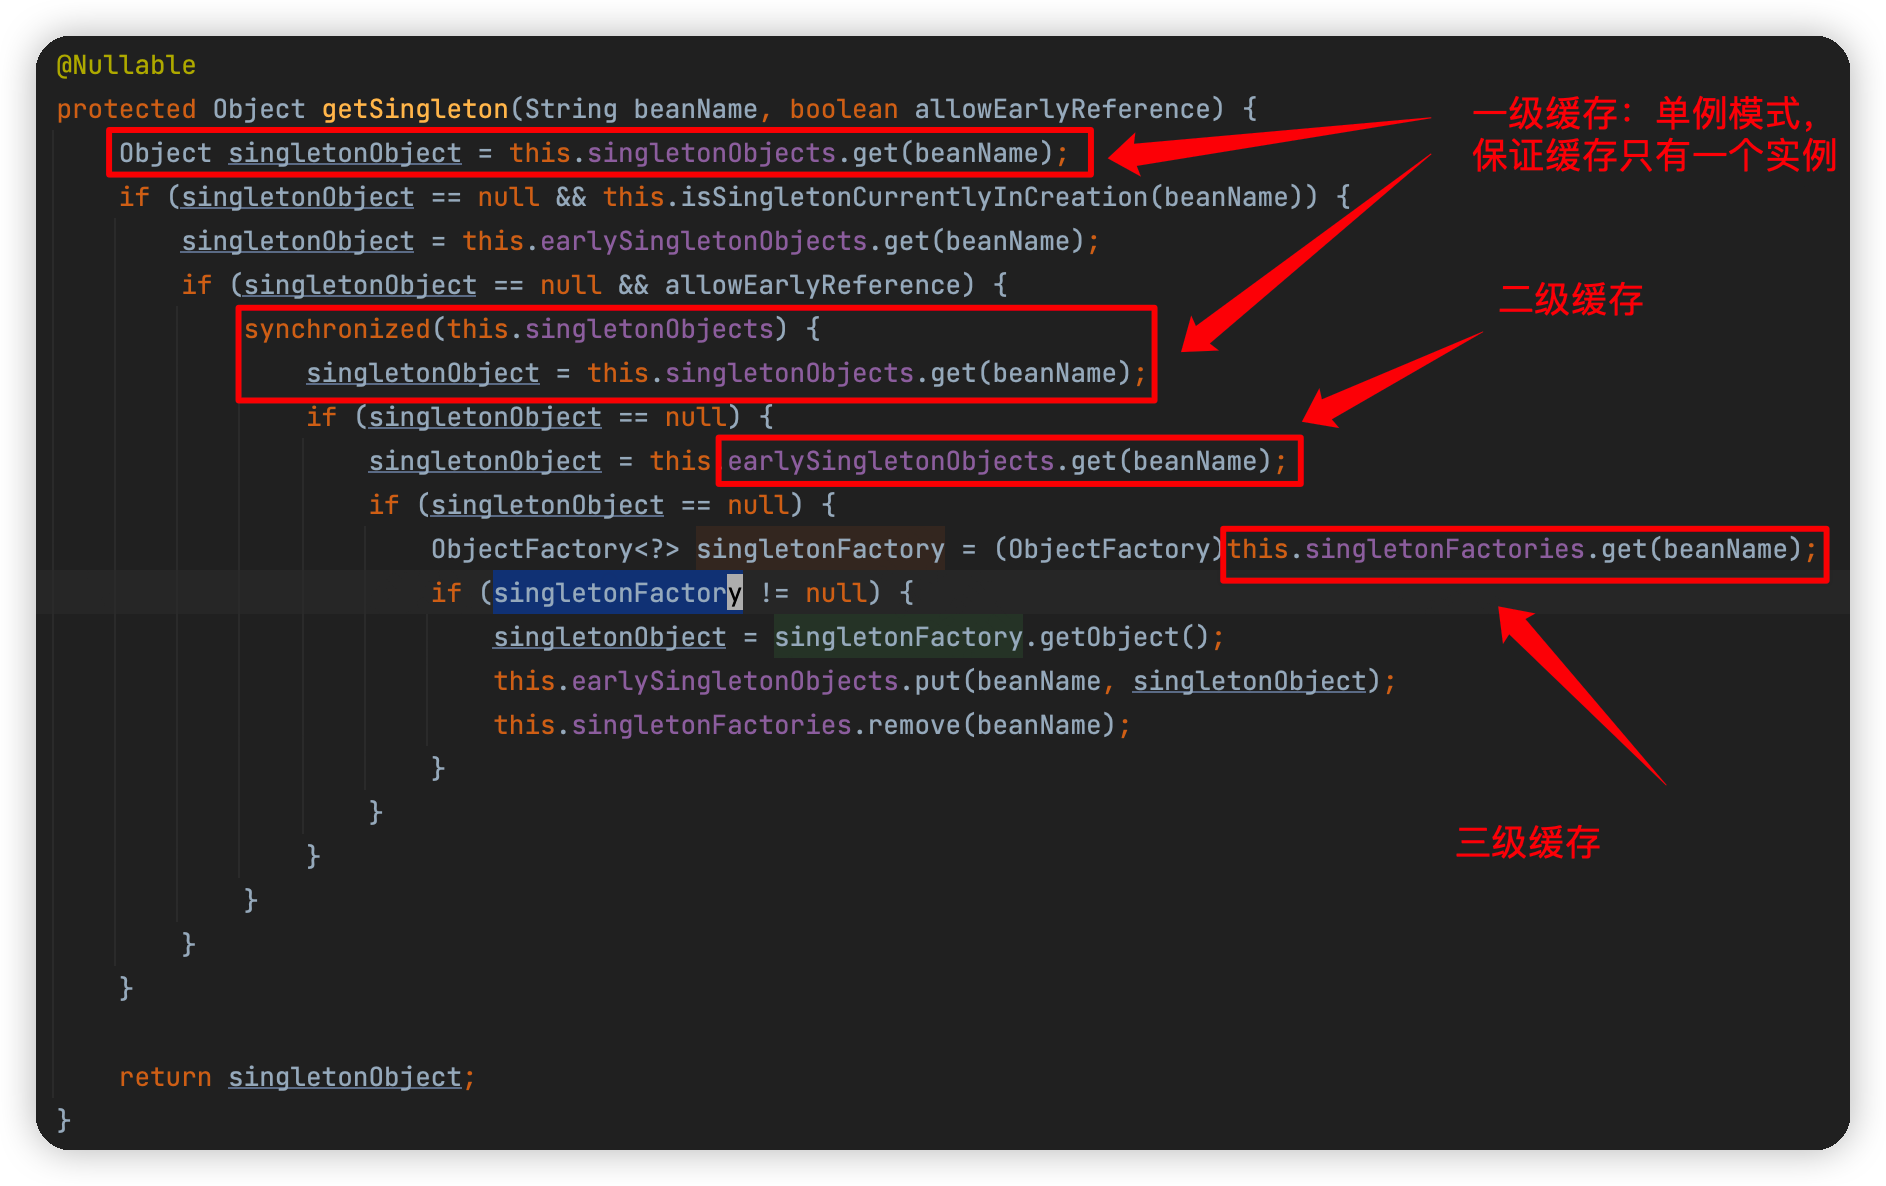 @Nullable
protected Object getSingleton(String beanName, boolean allowEarlyReference) {
一级缓存：单例模式，
保证缓存只有一个实例
Object singletonObject = this.singletonObjects.get(beanName);
if (singletonObject == null && this.isSingletonCurrentlyInCreation(beanName)) {
singletonObject = this.earlySingletonObjects.get(beanName);
if (singletonObject == null && allowEarlyReference) {
二级缓存
synchronized(this.singletonObjects) {
singletonObject = this.singletonObjects.get(beanName);
if (singletonObject == null) {
singletonObject = this.earlySingletonObjects.get(beanName);
if (singletonObject == null) {
ObjectFactory<?> singletonFactory = (ObjectFactory)this.singletonFactories.get(beanName);
if (singletonFactory != null) {
singletonObject = singletonFactory.getObject();
this.earlySingletonObjects.put(beanName, singletonObject);
this.singletonFactories.remove(beanName);
}
}
三级缓存
}
}
}
}
return singletonObject;
}